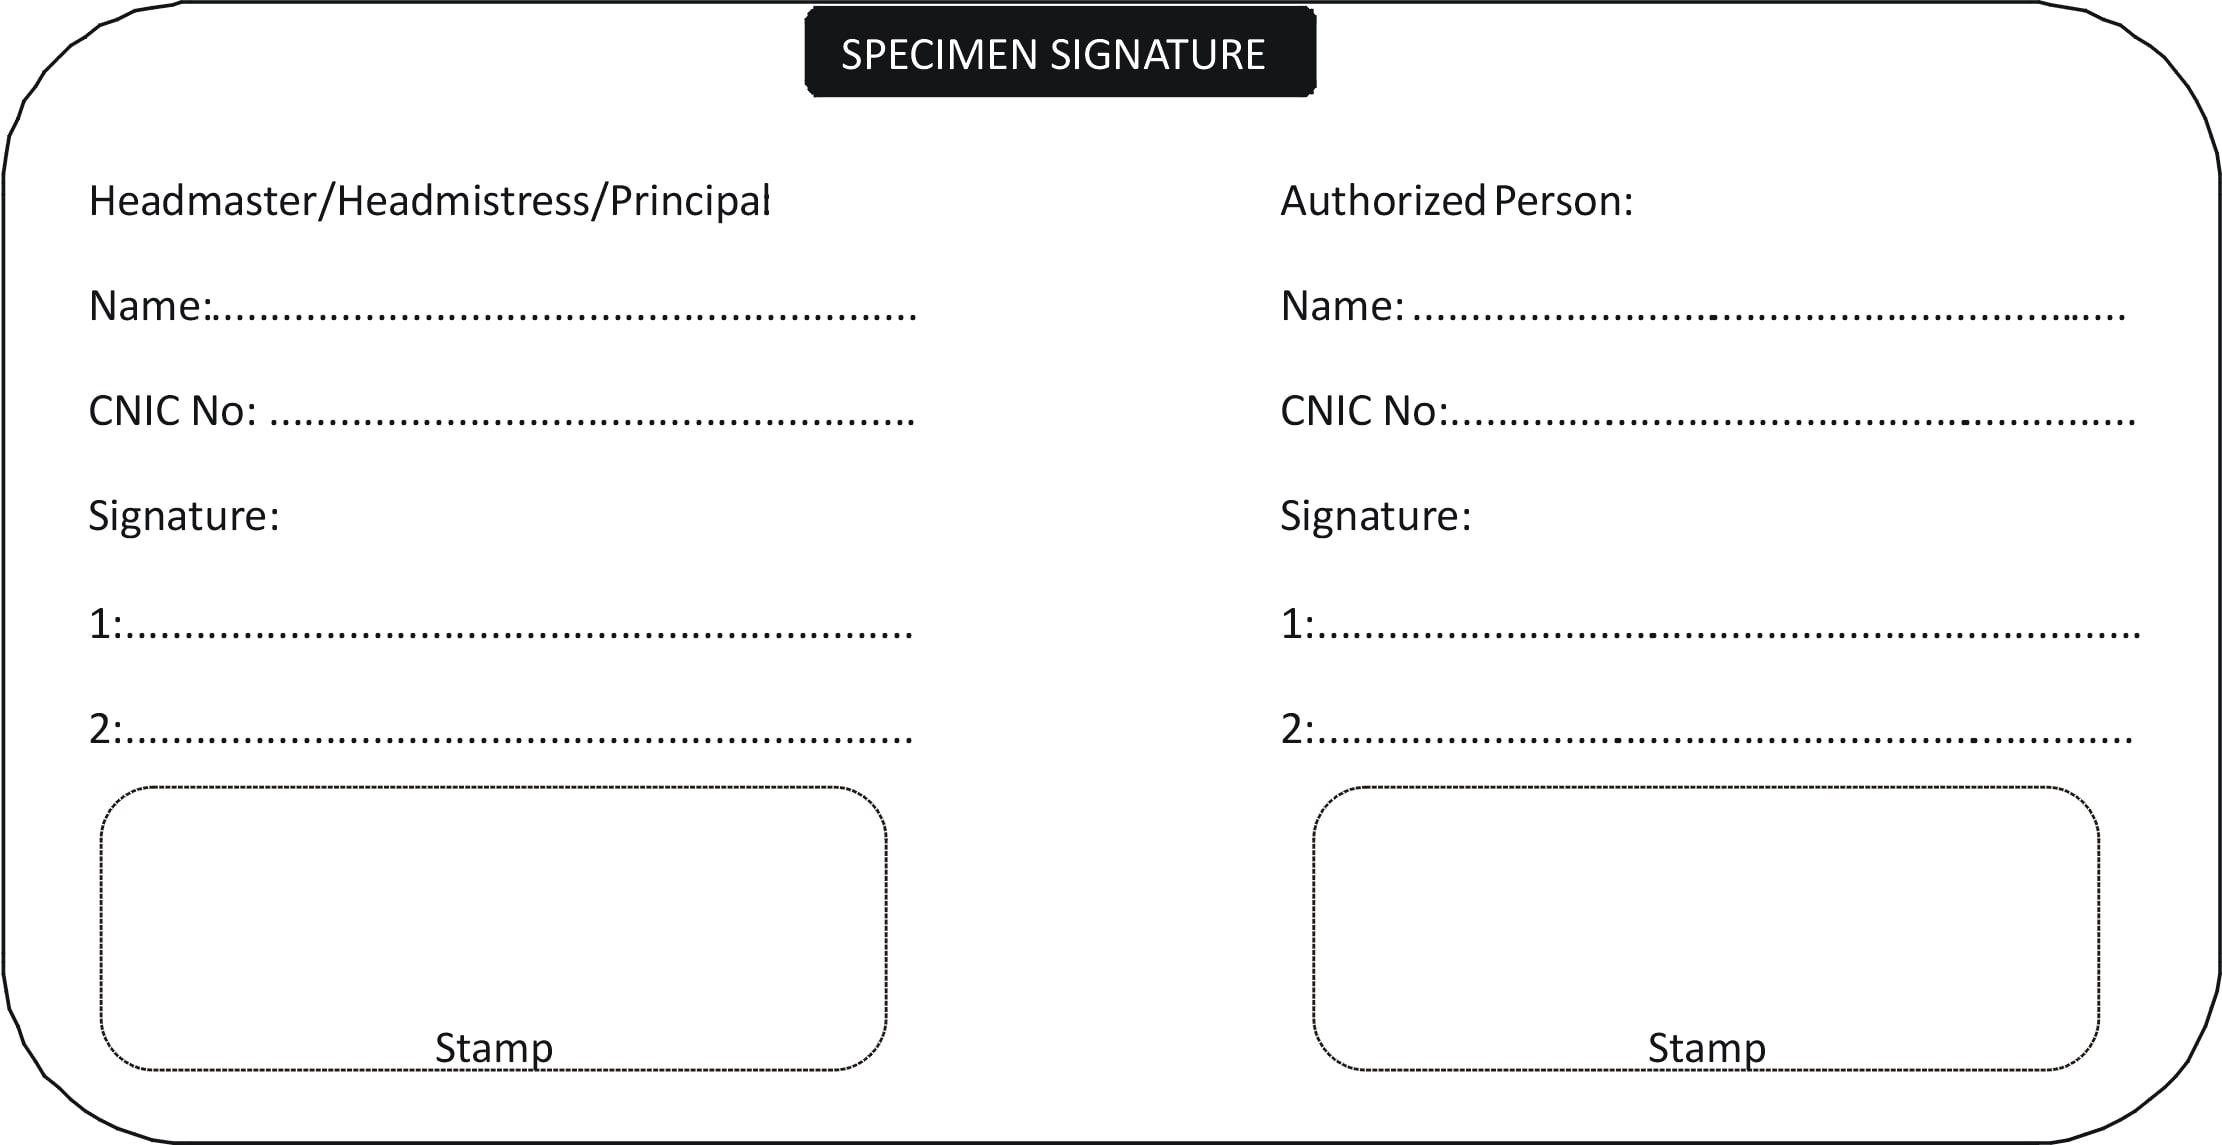 SPECIMEN SIGNATURE
Headmaster/Headmistress/Principal
Name:......................................................................
CNIC No: .......................................................
Signature:
1:...................................................................
2:...................................................................
Stamp
Authorized Person:
Name: .............................................................
CNIC No:..........................................................
Signature:
1:......................................................................
2:.....................................................................
Stamp